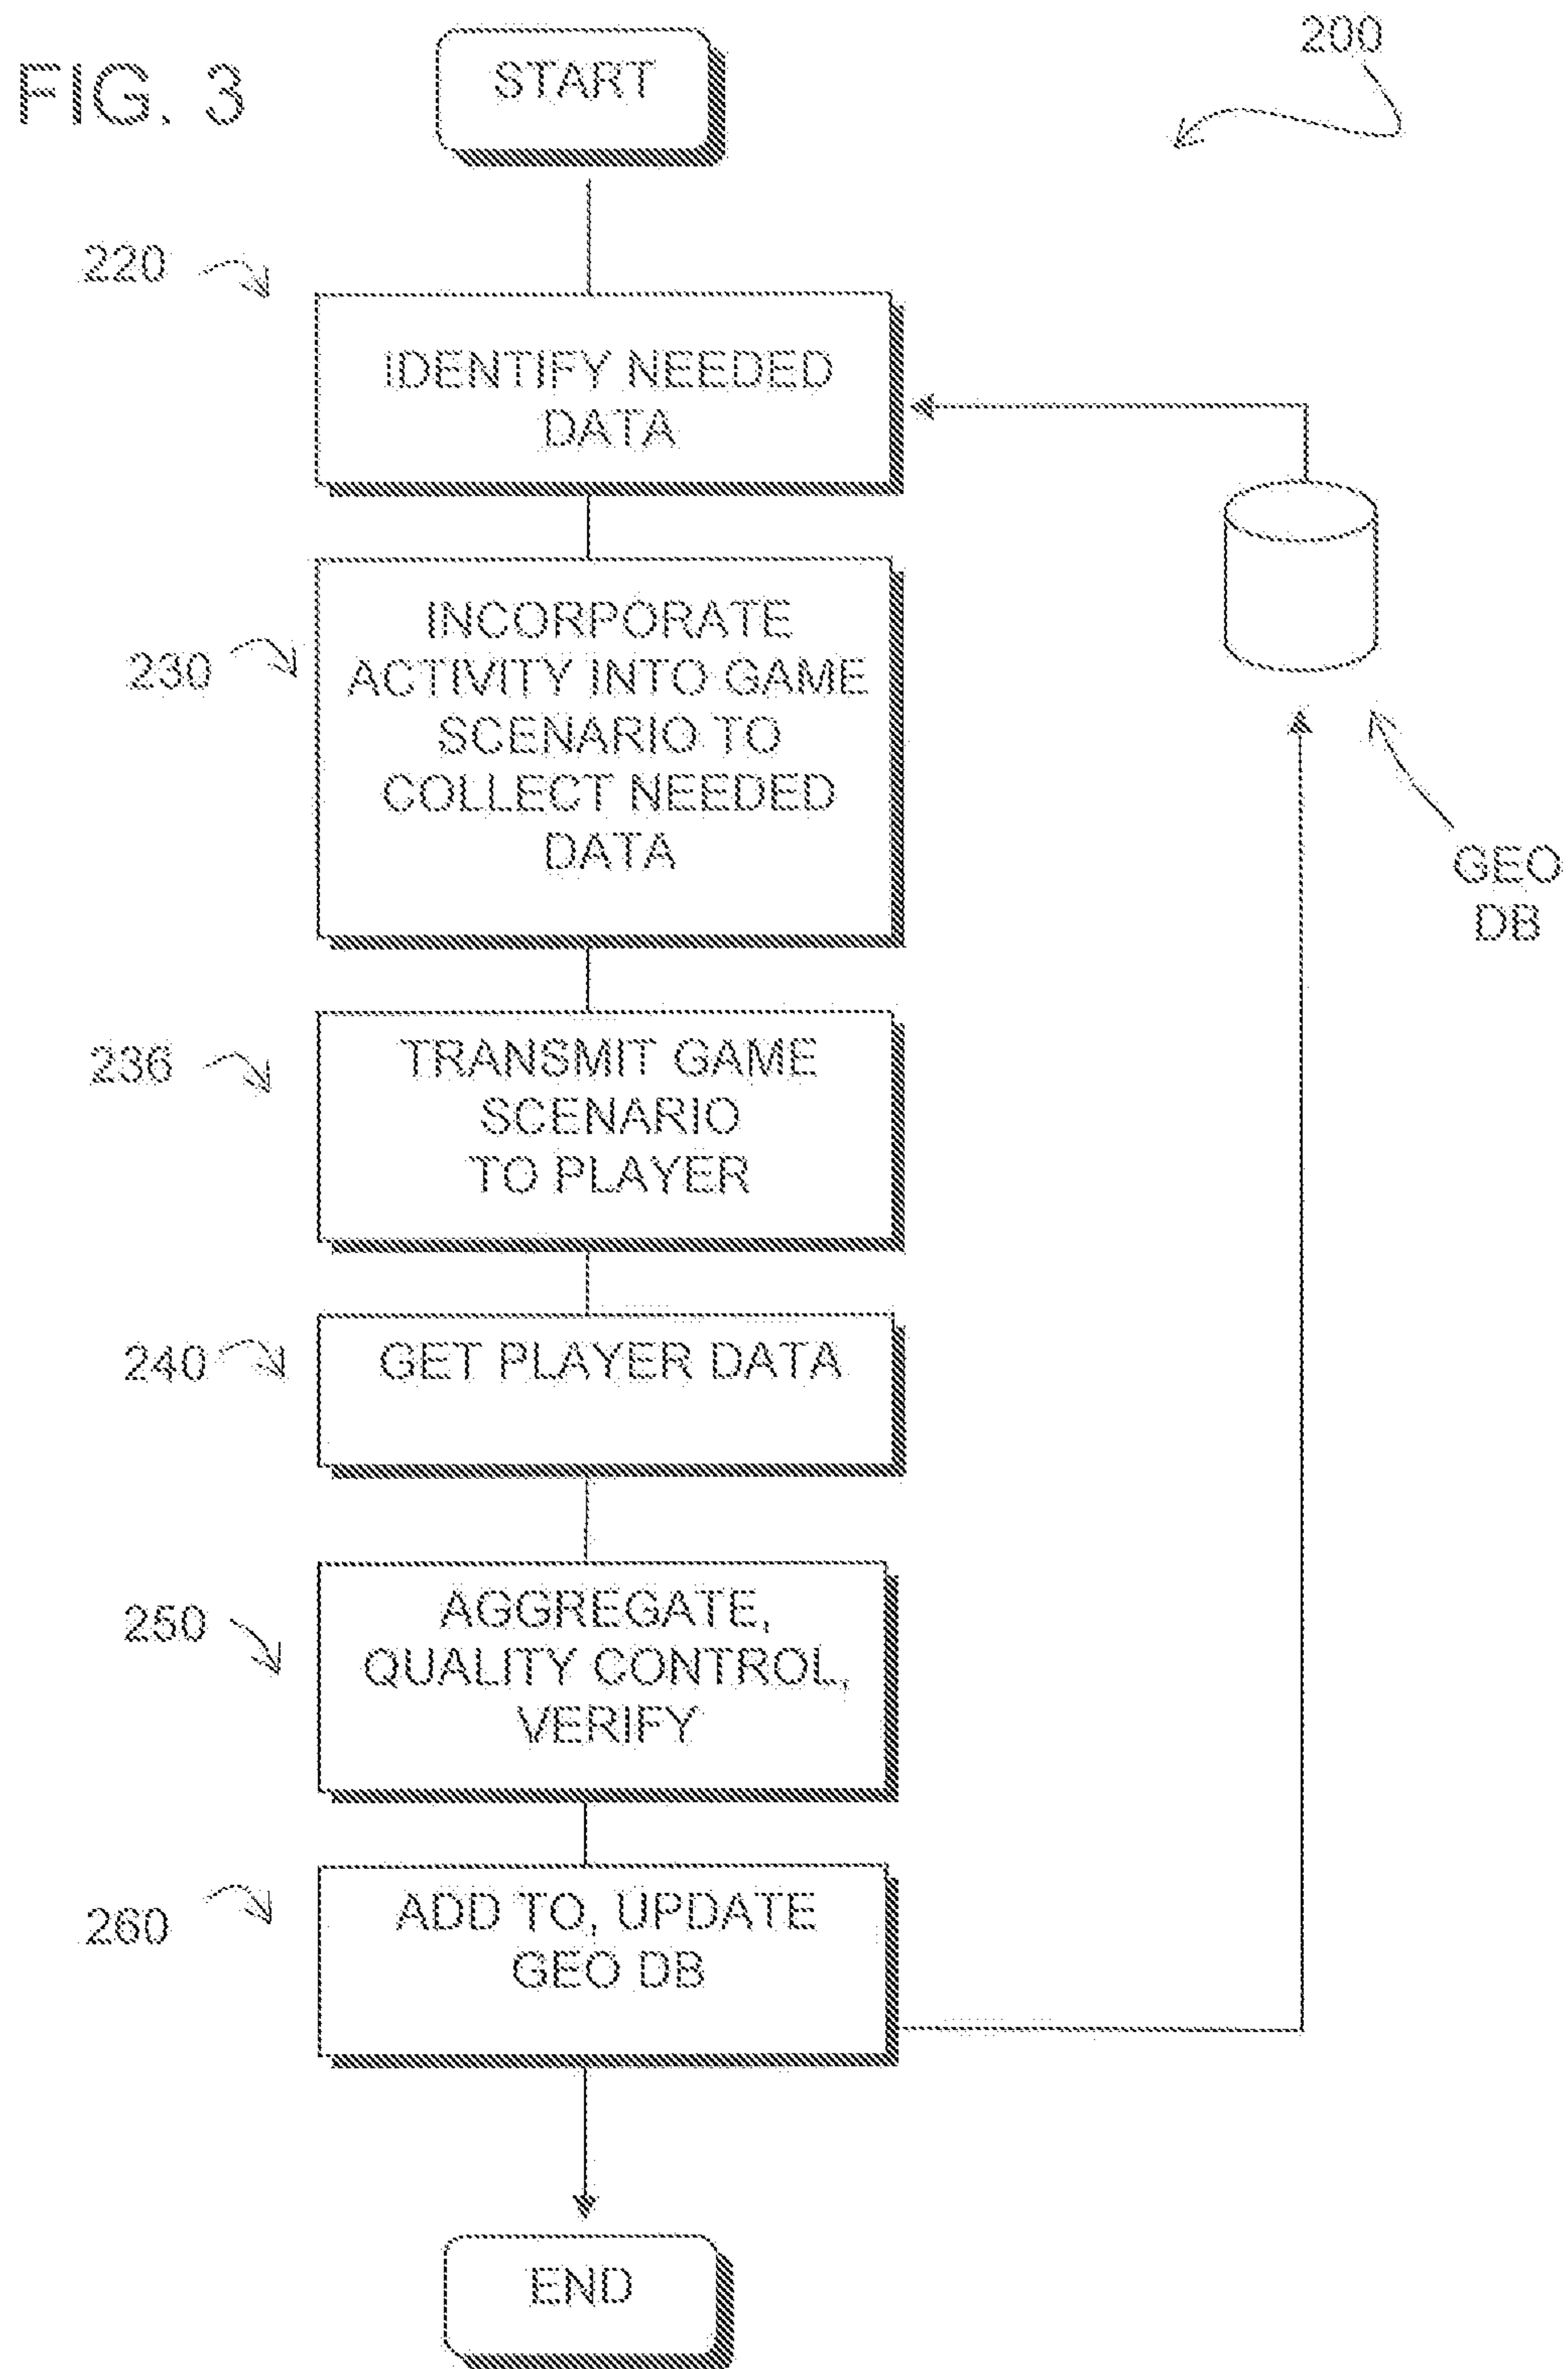 FIG. 3
START
200
220
IDENTIFY NEEDED
DATA
230
INCORPORATE
ACTIVITY INTO GAME
SCENARIO TO
COLLECT NEEDED
DATA
GEO
DB
236
TRANSMIT GAME
SCENARIO
TO PLAYER
240
GET PLAYER DATA
250
AGGREGATE,
QUALITY CONTROL,
VERIFY
260
ADD TO, UPDATE
GEO DB
END